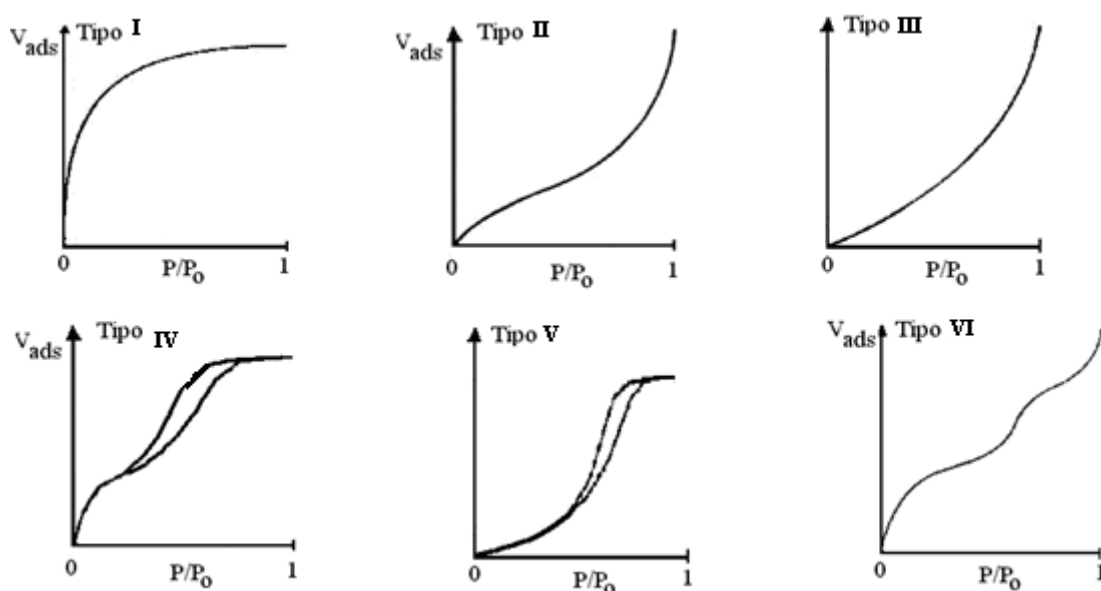 V_ads Tipo I
0 P/P_o 1
V_ads Tipo II
0 P/P_o 1
Tipo III
0 P/P_o 1
V_ads Tipo IV
0 P/P_o 1
Tipo V
0 P/P_o 1
V_ads Tipo VI
0 P/P_o 1